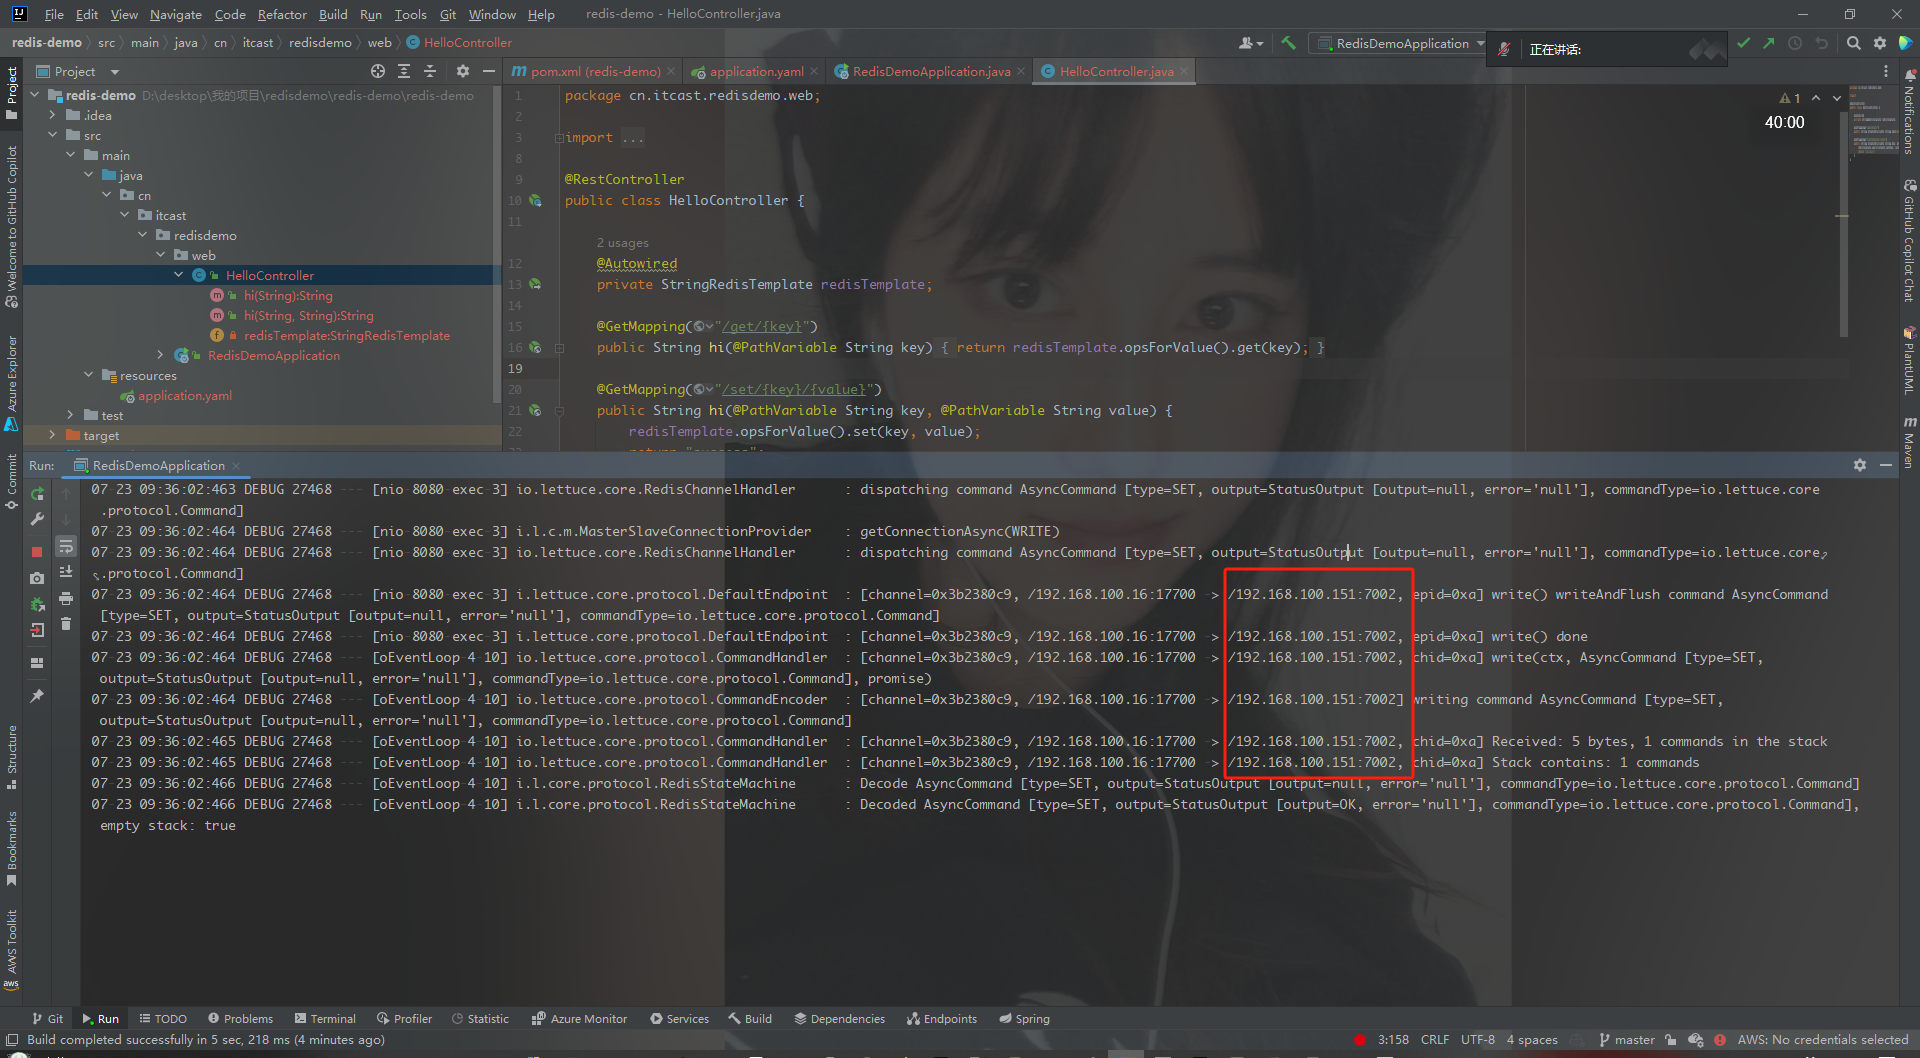 File Edit View Navigate Code Refactor Build Run Tools Git Window Help redis-demo - HelloController.java
redis-demo src main java cn itcast redisdemo web HelloController
RedisDemoApplication
正在讲话:
Project
pom.xml (redis-demo) application.yaml RedisDemoApplication.java HelloController.java
redis-demo D:\desktop\我的项目\redisdemo\redis-demo\redis-demo
.idea
src
main
java
cn
itcast
redisdemo
web
HelloController
hi(String):String
hi(String, String):String
redisTemplate:StringRedisTemplate
RedisDemoApplication
resources
application.yaml
test
target
1 package cn.itcast.redisdemo.web;
2
3 import ...
8
9 @RestController
10 public class HelloController {
11
2 usages
12 @Autowired
13 private StringRedisTemplate redisTemplate;
14
15 @GetMapping("/get/{key}")
16 public String hi(@PathVariable String key) { return redisTemplate.opsForValue().get(key); }
19
20 @GetMapping("/set/{key}/{value}")
21 public String hi(@PathVariable String key, @PathVariable String value) {
22 redisTemplate.opsForValue().set(key, value);
1
40:00
Project
Welcome to GitHub Copilot
Azure Explorer
Commit
Structure
Bookmarks
AWS Toolkit
aws
Notifications
GitHub Copilot Chat
PlantUML
Maven
Run: RedisDemoApplication
07-23 09:36:02:463 DEBUG 27468 --- [nio-8080-exec-3] io.lettuce.core.RedisChannelHandler : dispatching command AsyncCommand [type=SET, output=StatusOutput [output=null, error='null'], commandType=io.lettuce.core
.protocol.Command]
07-23 09:36:02:464 DEBUG 27468 --- [nio-8080-exec-3] i.l.c.m.MasterSlaveConnectionProvider : getConnectionAsync(WRITE)
07-23 09:36:02:464 DEBUG 27468 --- [nio-8080-exec-3] io.lettuce.core.RedisChannelHandler : dispatching command AsyncCommand [type=SET, output=StatusOutput [output=null, error='null'], commandType=io.lettuce.core
.protocol.Command]
07-23 09:36:02:464 DEBUG 27468 --- [nio-8080-exec-3] i.lettuce.core.protocol.DefaultEndpoint : [channel=0x3b2380c9, /192.168.100.16:17700 -> /192.168.100.151:7002, epid=0xa] write() writeAndFlush command AsyncCommand
[type=SET, output=StatusOutput [output=null, error='null'], commandType=io.lettuce.core.protocol.Command]
07-23 09:36:02:464 DEBUG 27468 --- [nio-8080-exec-3] i.lettuce.core.protocol.DefaultEndpoint : [channel=0x3b2380c9, /192.168.100.16:17700 -> /192.168.100.151:7002, epid=0xa] write() done
07-23 09:36:02:464 DEBUG 27468 --- [oEventLoop-4-10] io.lettuce.core.protocol.CommandHandler : [channel=0x3b2380c9, /192.168.100.16:17700 -> /192.168.100.151:7002, chid=0xa] write(ctx, AsyncCommand [type=SET,
output=StatusOutput [output=null, error='null'], commandType=io.lettuce.core.protocol.Command], promise)
07-23 09:36:02:464 DEBUG 27468 --- [oEventLoop-4-10] io.lettuce.core.protocol.CommandEncoder : [channel=0x3b2380c9, /192.168.100.16:17700 -> /192.168.100.151:7002] writing command AsyncCommand [type=SET,
output=StatusOutput [output=null, error='null'], commandType=io.lettuce.core.protocol.Command]
07-23 09:36:02:465 DEBUG 27468 --- [oEventLoop-4-10] io.lettuce.core.protocol.CommandHandler : [channel=0x3b2380c9, /192.168.100.16:17700 -> /192.168.100.151:7002, chid=0xa] Received: 5 bytes, 1 commands in the stack
07-23 09:36:02:465 DEBUG 27468 --- [oEventLoop-4-10] io.lettuce.core.protocol.CommandHandler : [channel=0x3b2380c9, /192.168.100.16:17700 -> /192.168.100.151:7002, chid=0xa] Stack contains: 1 commands
07-23 09:36:02:466 DEBUG 27468 --- [oEventLoop-4-10] i.l.core.protocol.RedisStateMachine : Decode AsyncCommand [type=SET, output=StatusOutput [output=null, error='null'], commandType=io.lettuce.core.protocol.Command]
07-23 09:36:02:466 DEBUG 27468 --- [oEventLoop-4-10] i.l.core.protocol.RedisStateMachine : Decoded AsyncCommand [type=SET, output=StatusOutput [output=OK, error='null'], commandType=io.lettuce.core.protocol.Command],
empty stack: true
Git Run TODO Problems Terminal Profiler Statistic Azure Monitor Services Build Dependencies Endpoints Spring
Build completed successfully in 5 sec, 218 ms (4 minutes ago)
3:158 CRLF UTF-8 4 spaces master AWS: No credentials selected